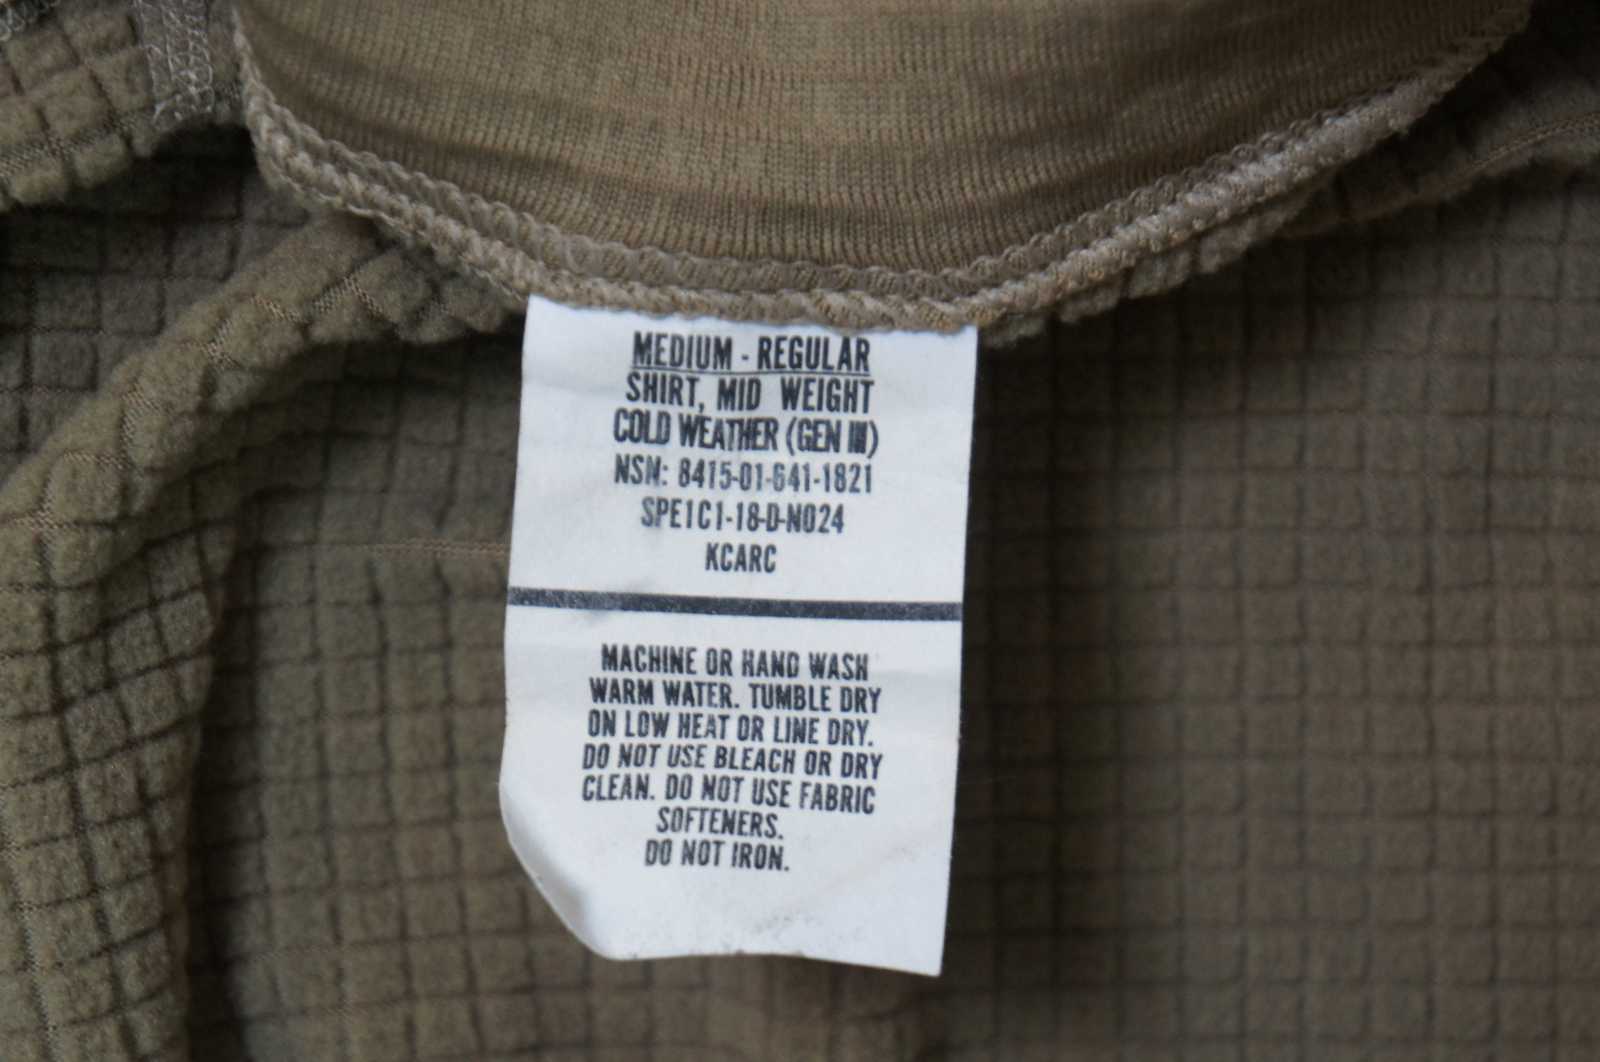 MEDIUM - REGULAR
SHIRT, MID WEIGHT
COLD WEATHER (GEN III)
NSN: 8415-01-641-1821
SPE1C1-18-D-N024
KCARC
MACHINE OR HAND WASH
WARM WATER. TUMBLE DRY
ON LOW HEAT OR LINE DRY.
DO NOT USE BLEACH OR DRY
CLEAN. DO NOT USE FABRIC
SOFTENERS.
DO NOT IRON.